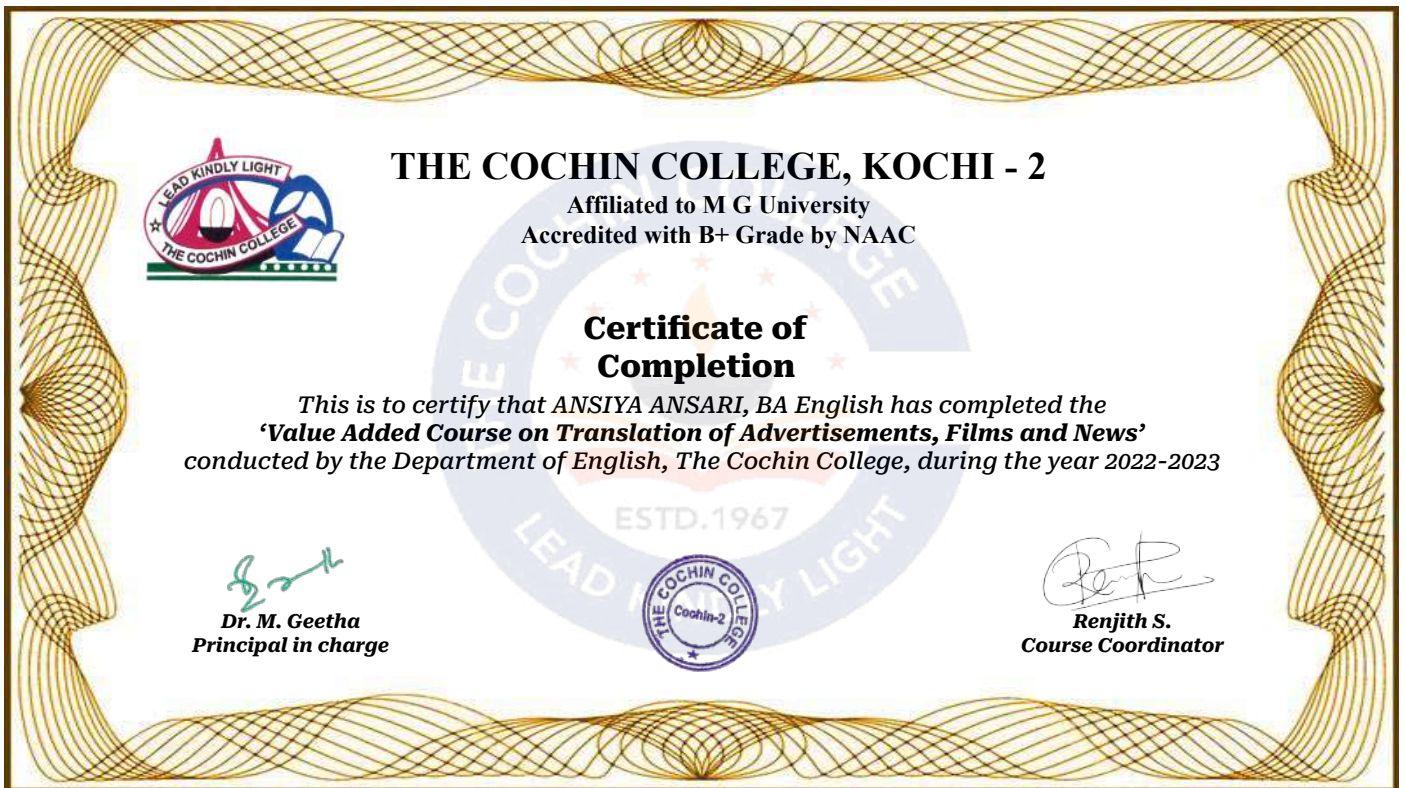 LEAD KINDLY LIGHT
THE COCHIN COLLEGE
THE COCHIN COLLEGE, KOCHI - 2
Affiliated to M G University
Accredited with B+ Grade by NAAC
THE COCHIN COLLEGE
Certificate of
Completion
This is to certify that ANSIYA ANSARI, BA English has completed the
‘Value Added Course on Translation of Advertisements, Films and News’
conducted by the Department of English, The Cochin College, during the year 2022-2023
ESTD.1967
LEAD KINDLY LIGHT
THE COCHIN COLLEGE
Cochin-2
Dr. M. Geetha
Principal in charge
Renjith S.
Course Coordinator